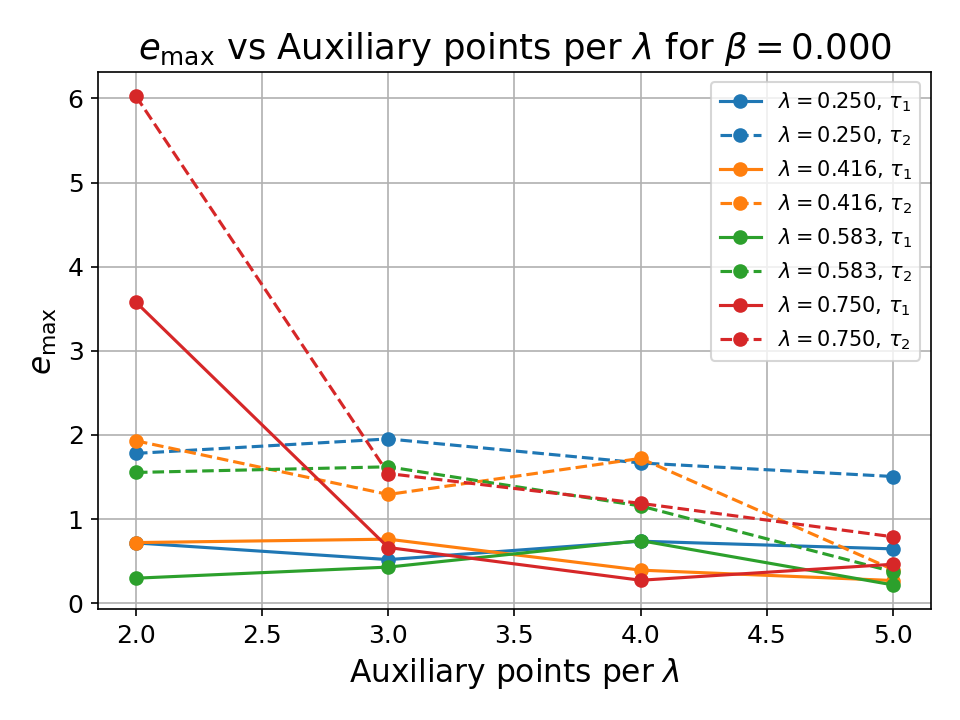 e_max vs Auxiliary points per λ for β = 0.000
e_max
6
5
4
3
2
1
0
2.0 2.5 3.0 3.5 4.0 4.5 5.0
Auxiliary points per λ
λ = 0.250, τ₁
λ = 0.250, τ₂
λ = 0.416, τ₁
λ = 0.416, τ₂
λ = 0.583, τ₁
λ = 0.583, τ₂
λ = 0.750, τ₁
λ = 0.750, τ₂